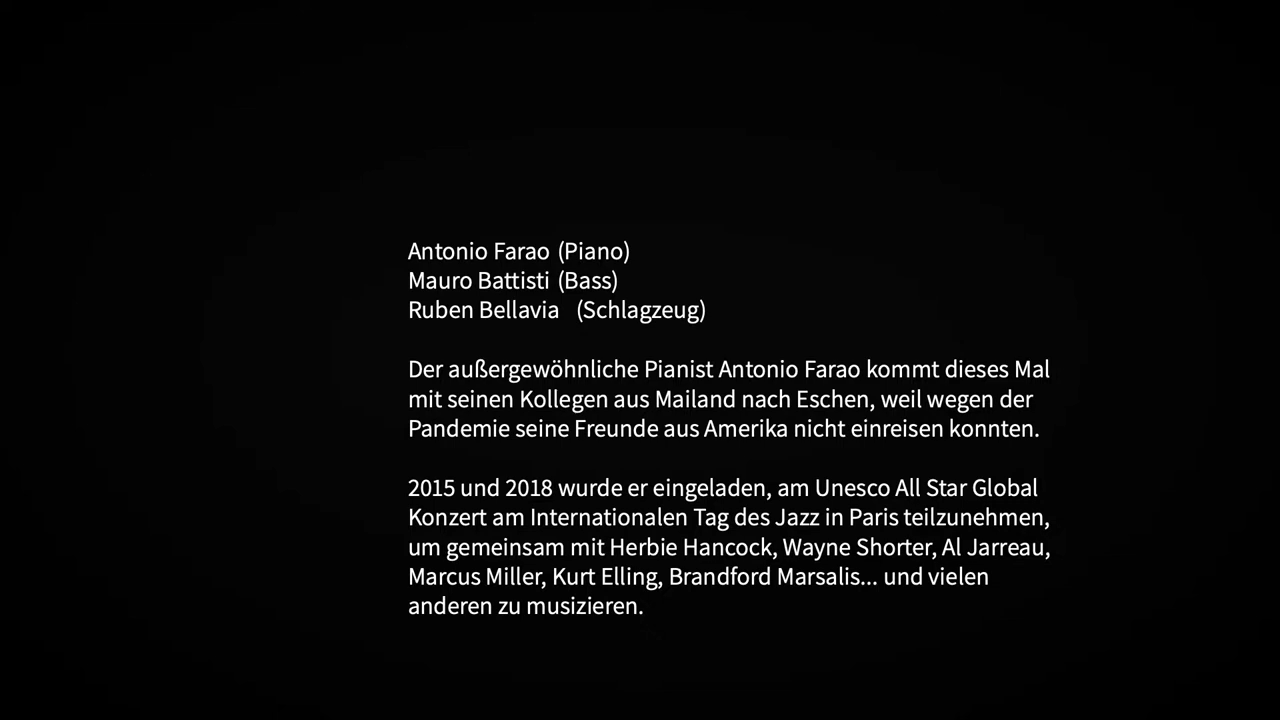 Antonio Farao (Piano)
Mauro Battisti (Bass)
Ruben Bellavia (Schlagzeug)
Der außergewöhnliche Pianist Antonio Farao kommt dieses Mal
mit seinen Kollegen aus Mailand nach Eschen, weil wegen der
Pandemie seine Freunde aus Amerika nicht einreisen konnten.
2015 und 2018 wurde er eingeladen, am Unesco All Star Global
Konzert am Internationalen Tag des Jazz in Paris teilzunehmen,
um gemeinsam mit Herbie Hancock, Wayne Shorter, Al Jarreau,
Marcus Miller, Kurt Elling, Brandford Marsalis... und vielen
anderen zu musizieren.